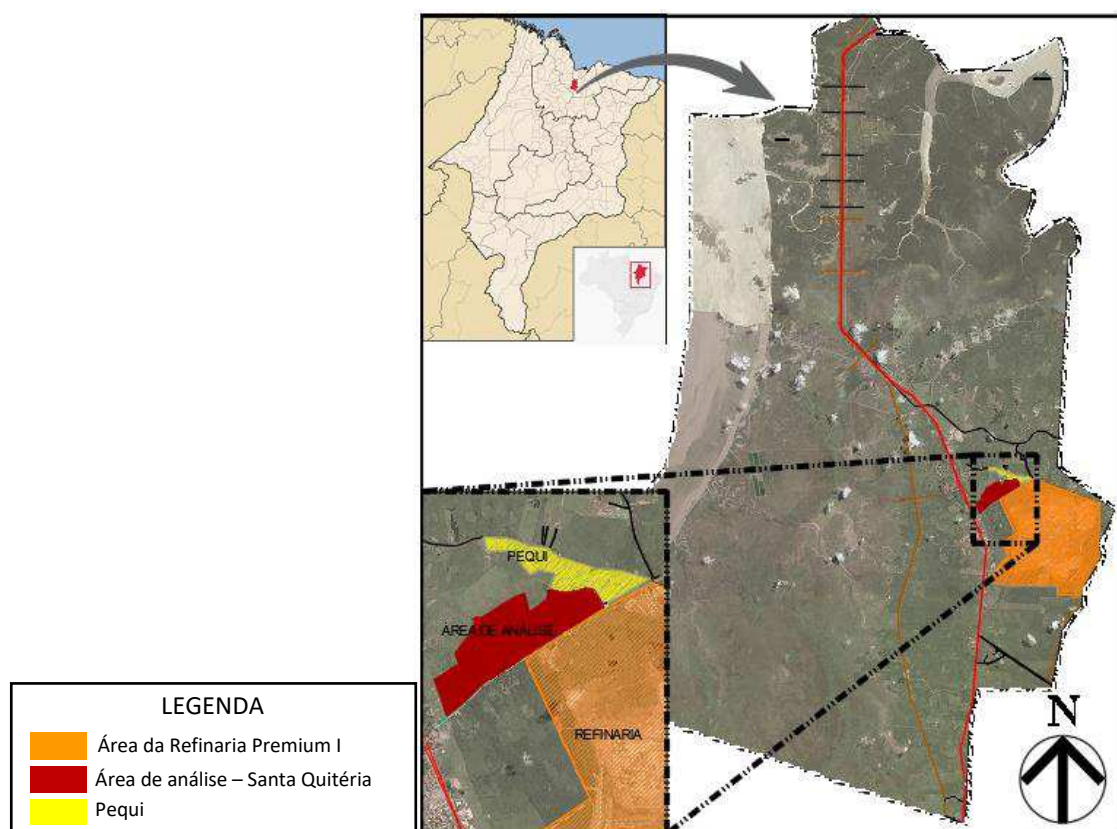 PEQUI
ÁREA DE ANÁLISE
REFINARIA
N
LEGENDA
Área da Refinaria Premium I
Área de análise – Santa Quitéria
Pequi